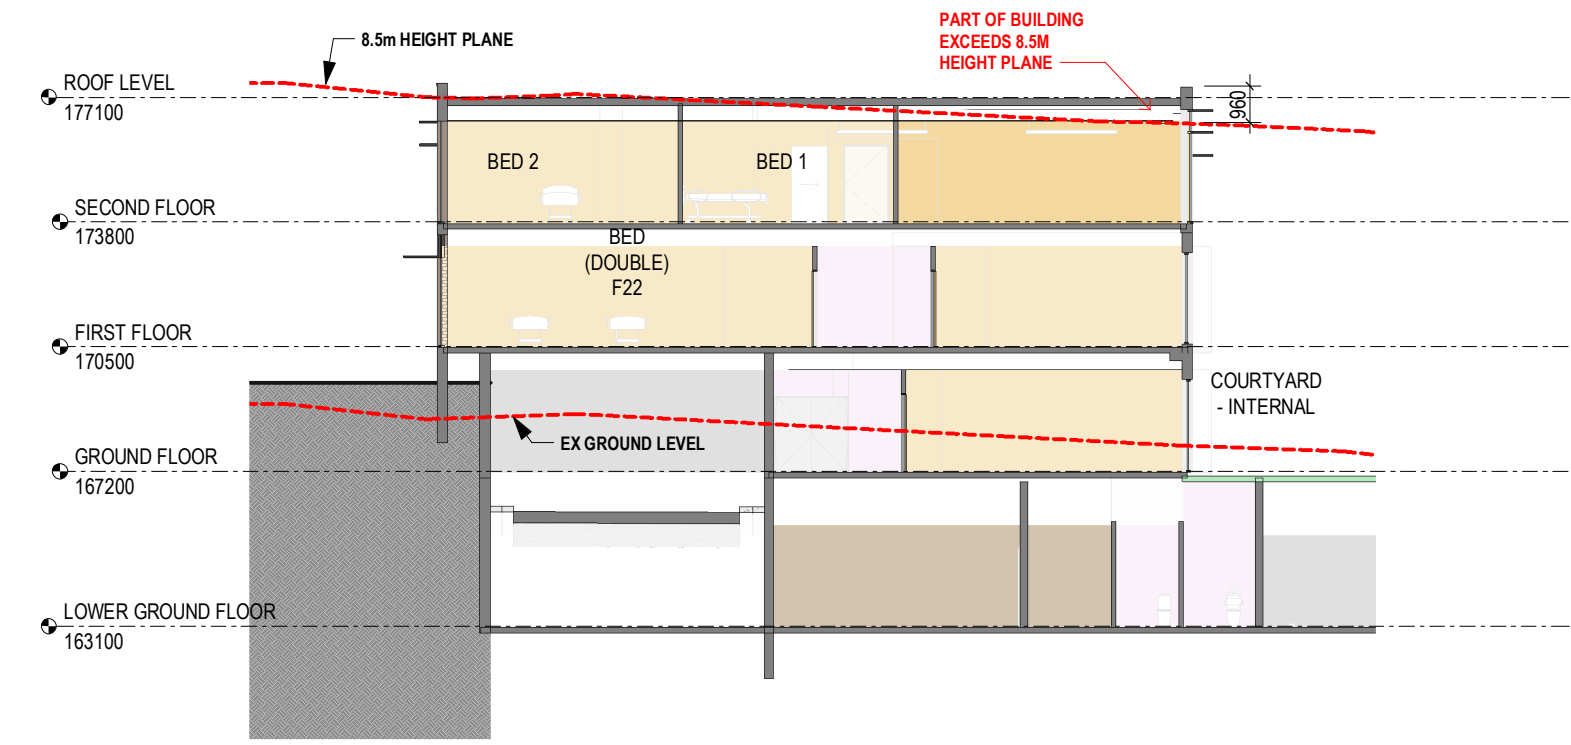 PART OF BUILDING
EXCEEDS 8.5M
HEIGHT PLANE
8.5m HEIGHT PLANE
ROOF LEVEL
177100
960
BED 2
BED 1
SECOND FLOOR
173800
BED
(DOUBLE)
F22
FIRST FLOOR
170500
COURTYARD
- INTERNAL
EX GROUND LEVEL
GROUND FLOOR
167200
LOWER GROUND FLOOR
163100